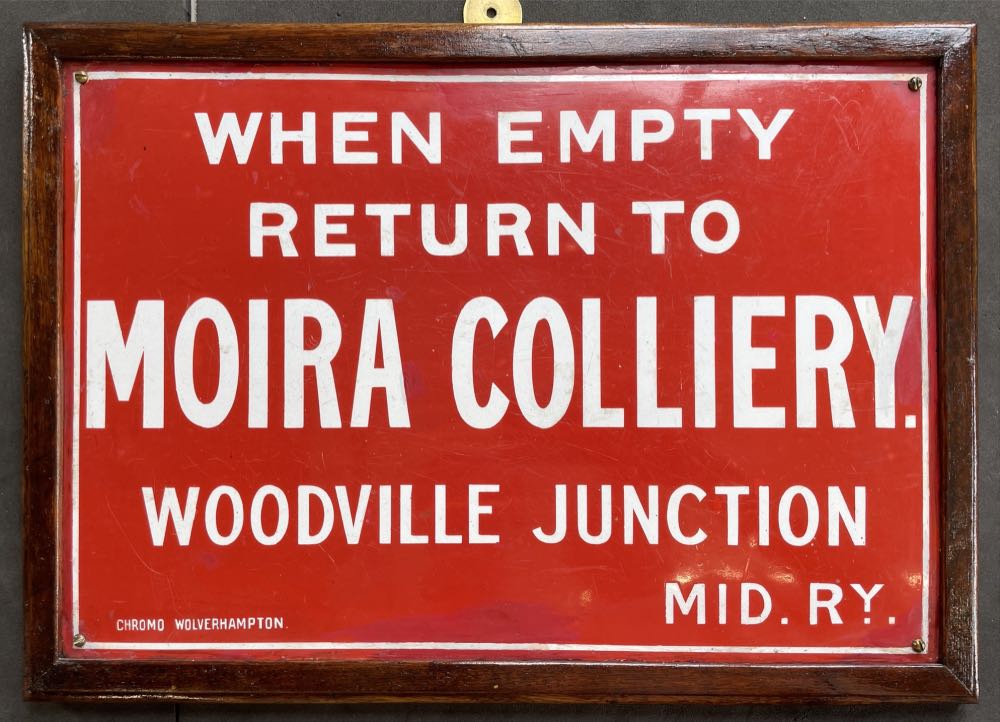 WHEN EMPTY
RETURN TO
MOIRA COLLIERY.
WOODVILLE JUNCTION
MID. RY.
CHROMO WOLVERHAMPTON.